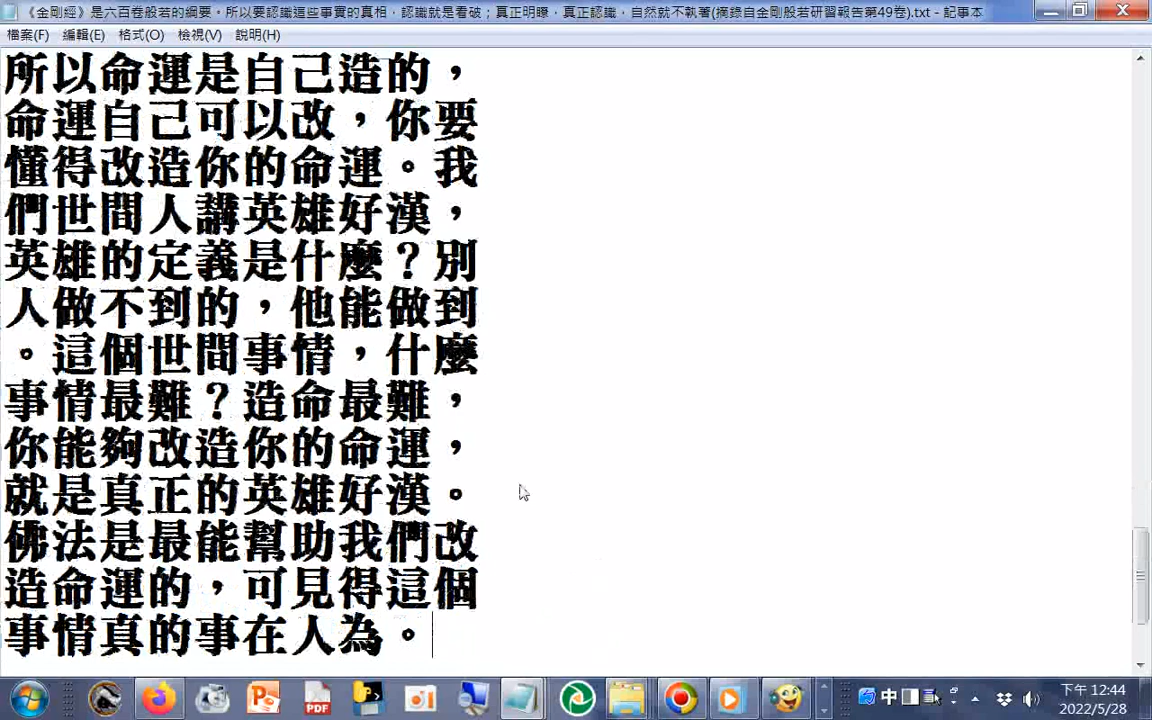 《金剛經》是六百卷般若的綱要。所以要認識這些事實的真相，認識就是看破；真正明瞭，真正認識，自然就不執著(摘錄自金剛般若研習報告第49卷).txt - 記事本
檔案(F) 編輯(E) 格式(O) 檢視(V) 說明(H)
所以命運是自己造的，
命運自己可以改，你要
懂得改造你的命運。我
們世間人講英雄好漢，
英雄的定義是什麼？別
人做不到的，他能做到
。這個世間事情，什麼
事情最難？造命最難，
你能夠改造你的命運，
就是真正的英雄好漢。
佛法是最能幫助我們改
造命運的，可見得這個
事情真的事在人為。
中
下午 12:44
2022/5/28